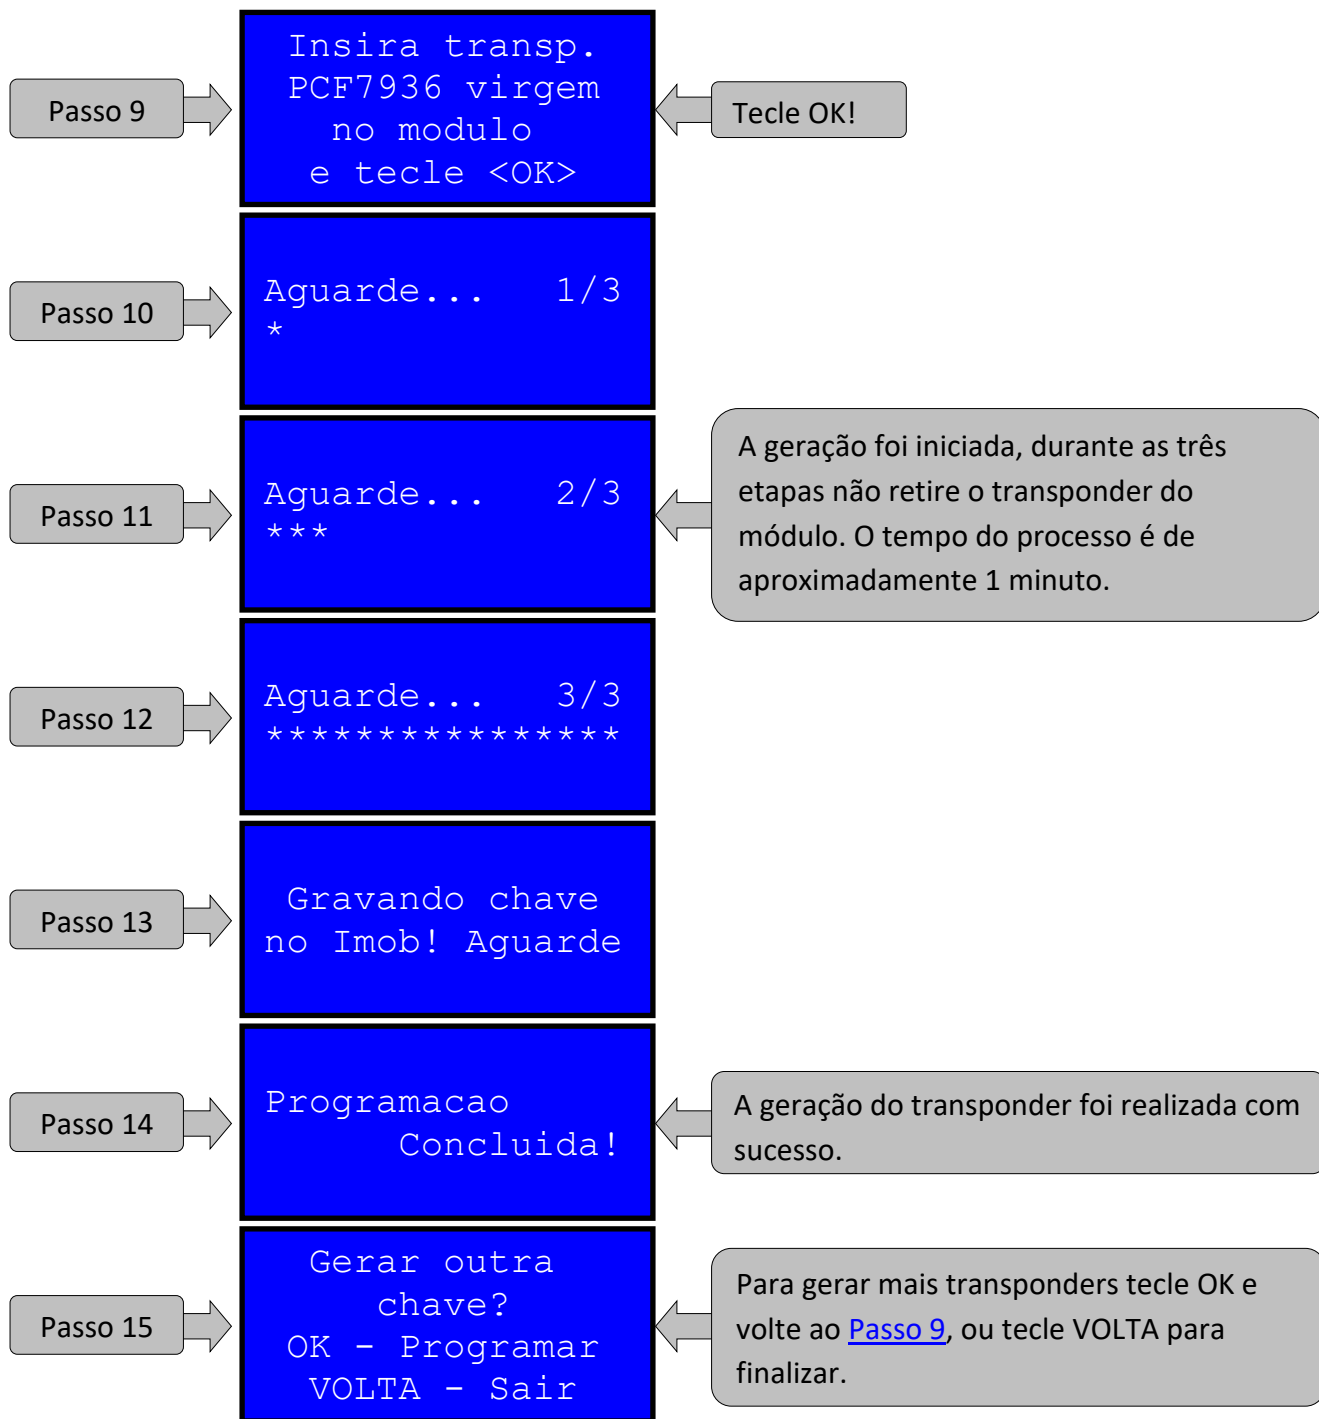 Passo 9
Insira transp.
PCF7936 virgem
no modulo
e tecle <OK>
Tecle OK!
Passo 10
Aguarde... 1/3
*
Passo 11
Aguarde... 2/3
***
A geração foi iniciada, durante as três
etapas não retire o transponder do
módulo. O tempo do processo é de
aproximadamente 1 minuto.
Passo 12
Aguarde... 3/3
****************
Passo 13
Gravando chave
no Imob! Aguarde
Passo 14
Programacao
Concluida!
A geração do transponder foi realizada com
sucesso.
Passo 15
Gerar outra
chave?
OK - Programar
VOLTA - Sair
Para gerar mais transponders tecle OK e
volte ao Passo 9, ou tecle VOLTA para
finalizar.